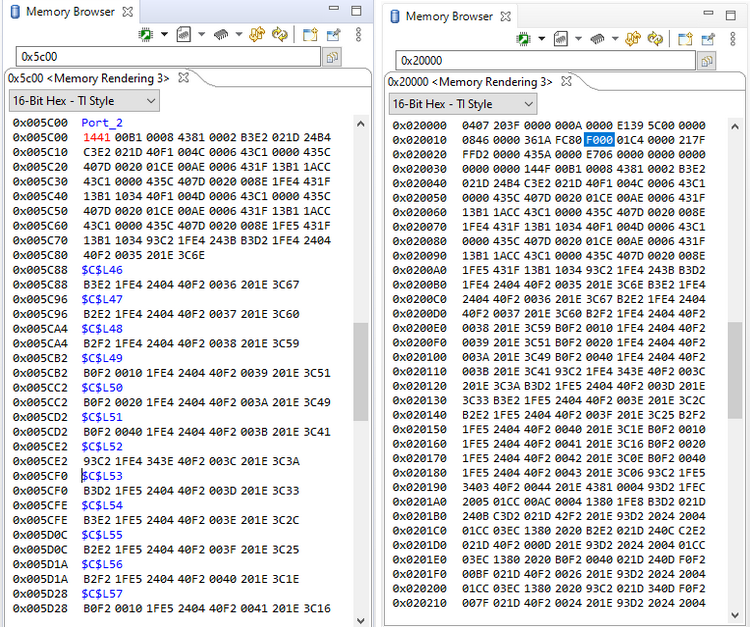 Memory Browser
0x5c00
0x5c00 <Memory Rendering 3>
16-Bit Hex - TI Style
0x005C00 Port_2
0x005C00 1441 00B1 0008 4381 0002 B3E2 021D 24B4
0x005C10 C3E2 021D 40F1 004C 0006 43C1 0000 435C
0x005C20 407D 0020 01CE 00AE 0006 431F 13B1 1ACC
0x005C30 43C1 0000 435C 407D 0020 008E 1FE4 431F
0x005C40 13B1 1034 40F1 004D 0006 43C1 0000 435C
0x005C50 407D 0020 01CE 00AE 0006 431F 13B1 1ACC
0x005C60 43C1 0000 435C 407D 0020 008E 1FE5 431F
0x005C70 13B1 1034 93C2 1FE4 243B B3D2 1FE4 2404
0x005C80 40F2 0035 201E 3C6E
0x005C88 $C$L46
0x005C88 B3E2 1FE4 2404 40F2 0036 201E 3C67
0x005C96 $C$L47
0x005C96 B2E2 1FE4 2404 40F2 0037 201E 3C60
0x005CA4 $C$L48
0x005CA4 B2F2 1FE4 2404 40F2 0038 201E 3C59
0x005CB2 $C$L49
0x005CB2 B0F2 0010 1FE4 2404 40F2 0039 201E 3C51
0x005CC2 $C$L50
0x005CC2 B0F2 0020 1FE4 2404 40F2 003A 201E 3C49
0x005CD2 $C$L51
0x005CD2 B0F2 0040 1FE4 2404 40F2 003B 201E 3C41
0x005CE2 $C$L52
0x005CE2 93C2 1FE4 343E 40F2 003C 201E 3C3A
0x005CF0 $C$L53
0x005CF0 B3D2 1FE5 2404 40F2 003D 201E 3C33
0x005CFE $C$L54
0x005CFE B3E2 1FE5 2404 40F2 003E 201E 3C2C
0x005D0C $C$L55
0x005D0C B2E2 1FE5 2404 40F2 003F 201E 3C25
0x005D1A $C$L56
0x005D1A B2F2 1FE5 2404 40F2 0040 201E 3C1E
0x005D28 $C$L57
0x005D28 B0F2 0010 1FE5 2404 40F2 0041 201E 3C16
Memory Browser
0x20000
0x20000 <Memory Rendering 3>
16-Bit Hex - TI Style
0x020000 0407 203F 0000 000A 0000 E139 5C00 0000
0x020010 0846 0000 361A FC80 F000 01C4 0000 217F
0x020020 FFD2 0000 435A 0000 E706 0000 0000 0000
0x020030 0000 0000 144F 00B1 0008 4381 0002 B3E2
0x020040 021D 24B4 C3E2 021D 40F1 004C 0006 43C1
0x020050 0000 435C 407D 0020 01CE 00AE 0006 431F
0x020060 13B1 1ACC 43C1 0000 435C 407D 0020 008E
0x020070 1FE4 431F 13B1 1034 40F1 004D 0006 43C1
0x020080 0000 435C 407D 0020 01CE 00AE 0006 431F
0x020090 13B1 1ACC 43C1 0000 435C 407D 0020 008E
0x0200A0 1FE5 431F 13B1 1034 93C2 1FE4 243B B3D2
0x0200B0 1FE4 2404 40F2 0035 201E 3C6E B3E2 1FE4
0x0200C0 2404 40F2 0036 201E 3C67 B2E2 1FE4 2404
0x0200D0 40F2 0037 201E 3C60 B2F2 1FE4 2404 40F2
0x0200E0 0038 201E 3C59 B0F2 0010 1FE4 2404 40F2
0x0200F0 0039 201E 3C51 B0F2 0020 1FE4 2404 40F2
0x020100 003A 201E 3C49 B0F2 0040 1FE4 2404 40F2
0x020110 003B 201E 3C41 93C2 1FE4 343E 40F2 003C
0x020120 201E 3C3A B3D2 1FE5 2404 40F2 003D 201E
0x020130 3C33 B3E2 1FE5 2404 40F2 003E 201E 3C2C
0x020140 B2E2 1FE5 2404 40F2 003F 201E 3C25 B2F2
0x020150 1FE5 2404 40F2 0040 201E 3C1E B0F2 0010
0x020160 1FE5 2404 40F2 0041 201E 3C16 B0F2 0020
0x020170 1FE5 2404 40F2 0042 201E 3C0E B0F2 0040
0x020180 1FE5 2404 40F2 0043 201E 3C06 93C2 1FE5
0x020190 3403 40F2 0044 201E 4381 0004 93D2 1FEC
0x0201A0 2005 01CC 00AC 0004 1380 1FE8 B3D2 021D
0x0201B0 240B C3D2 021D 42F2 201E 93D2 2024 2004
0x0201C0 01CC 03EC 1380 2020 B2E2 021D 240C C2E2
0x0201D0 021D 40F2 000D 201E 93D2 2024 2004 01CC
0x0201E0 03EC 1380 2020 B0F2 0040 021D 240D F0F2
0x0201F0 00BF 021D 40F2 0026 201E 93D2 2024 2004
0x020200 01CC 03EC 1380 2020 93C2 021D 340D F0F2
0x020210 007F 021D 40F2 0024 201E 93D2 2024 2004